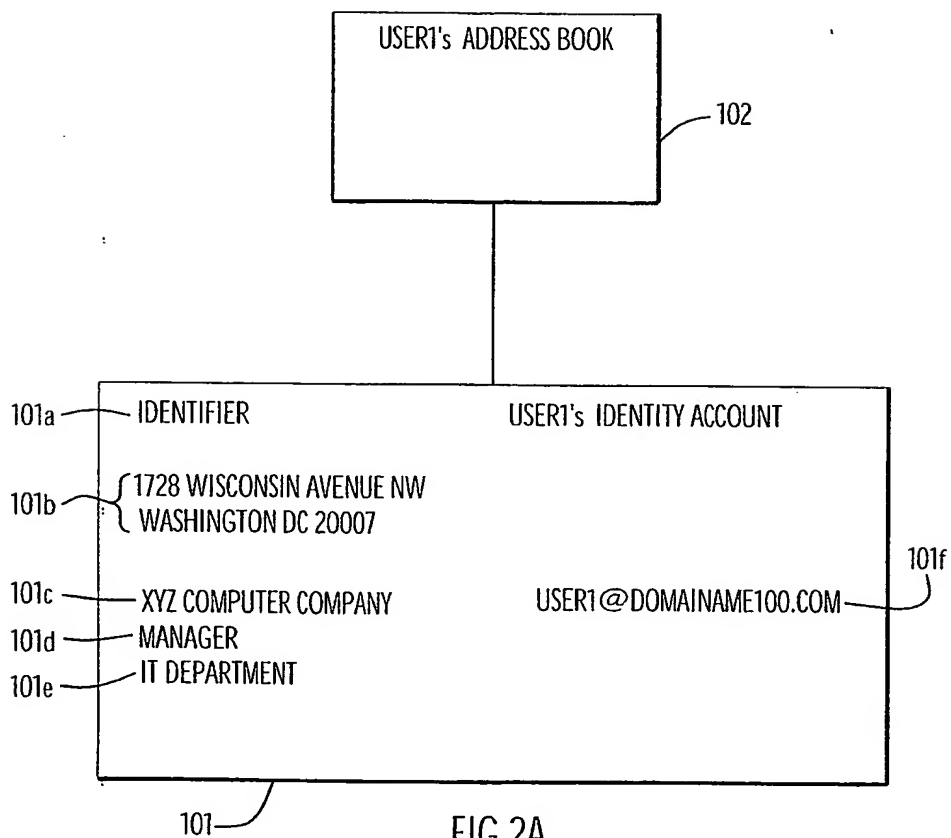 USER1's ADDRESS BOOK
102
101a
IDENTIFIER
USER1's IDENTITY ACCOUNT
101b
1728 WISCONSIN AVENUE NW
WASHINGTON DC 20007
101f
101c
XYZ COMPUTER COMPANY
USER1@DOMAINAME100.COM
101d
MANAGER
101e
IT DEPARTMENT
101
FIG. 2A